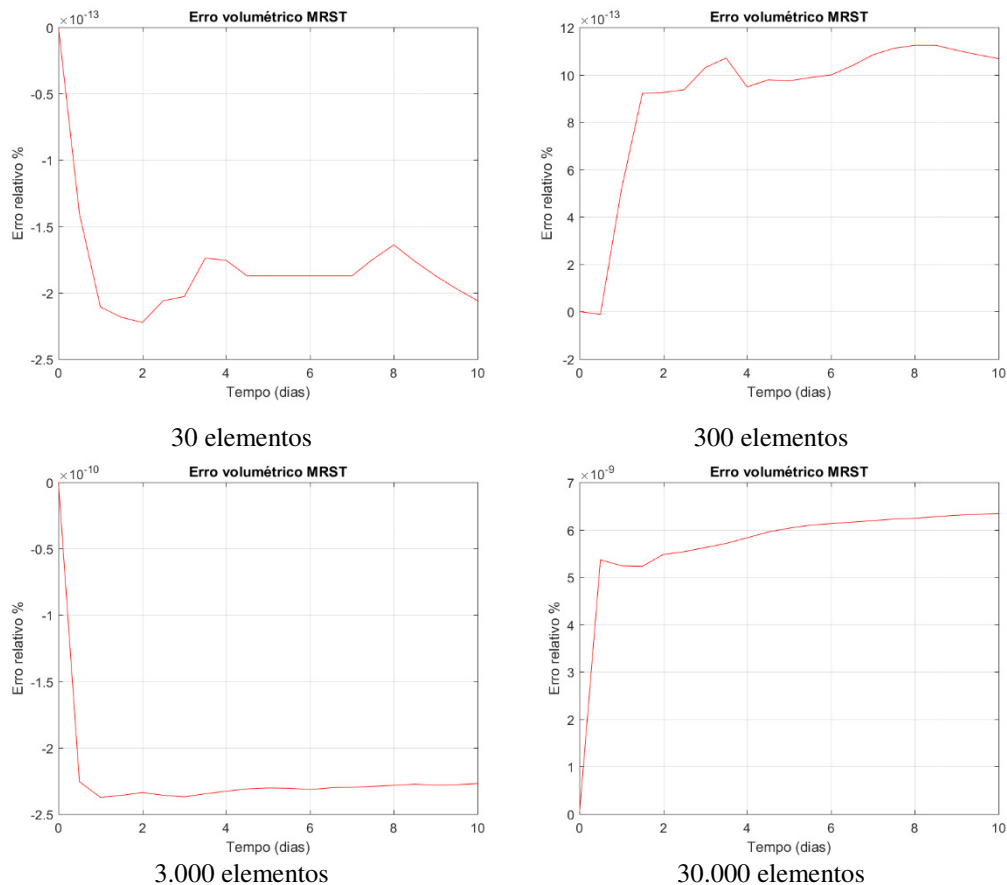 Erro volumétrico MRST
×10-13
0
-0.5
-1
-1.5
-2
-2.5
Erro relativo %
0 2 4 6 8 10
Tempo (dias)
30 elementos
Erro volumétrico MRST
×10-13
12
10
8
6
4
2
0
-2
Erro relativo %
0 2 4 6 8 10
Tempo (dias)
300 elementos
Erro volumétrico MRST
×10-10
0
-0.5
-1
-1.5
-2
-2.5
Erro relativo %
0 2 4 6 8 10
Tempo (dias)
3.000 elementos
Erro volumétrico MRST
×10-9
7
6
5
4
3
2
1
0
Erro relativo %
0 2 4 6 8 10
Tempo (dias)
30.000 elementos